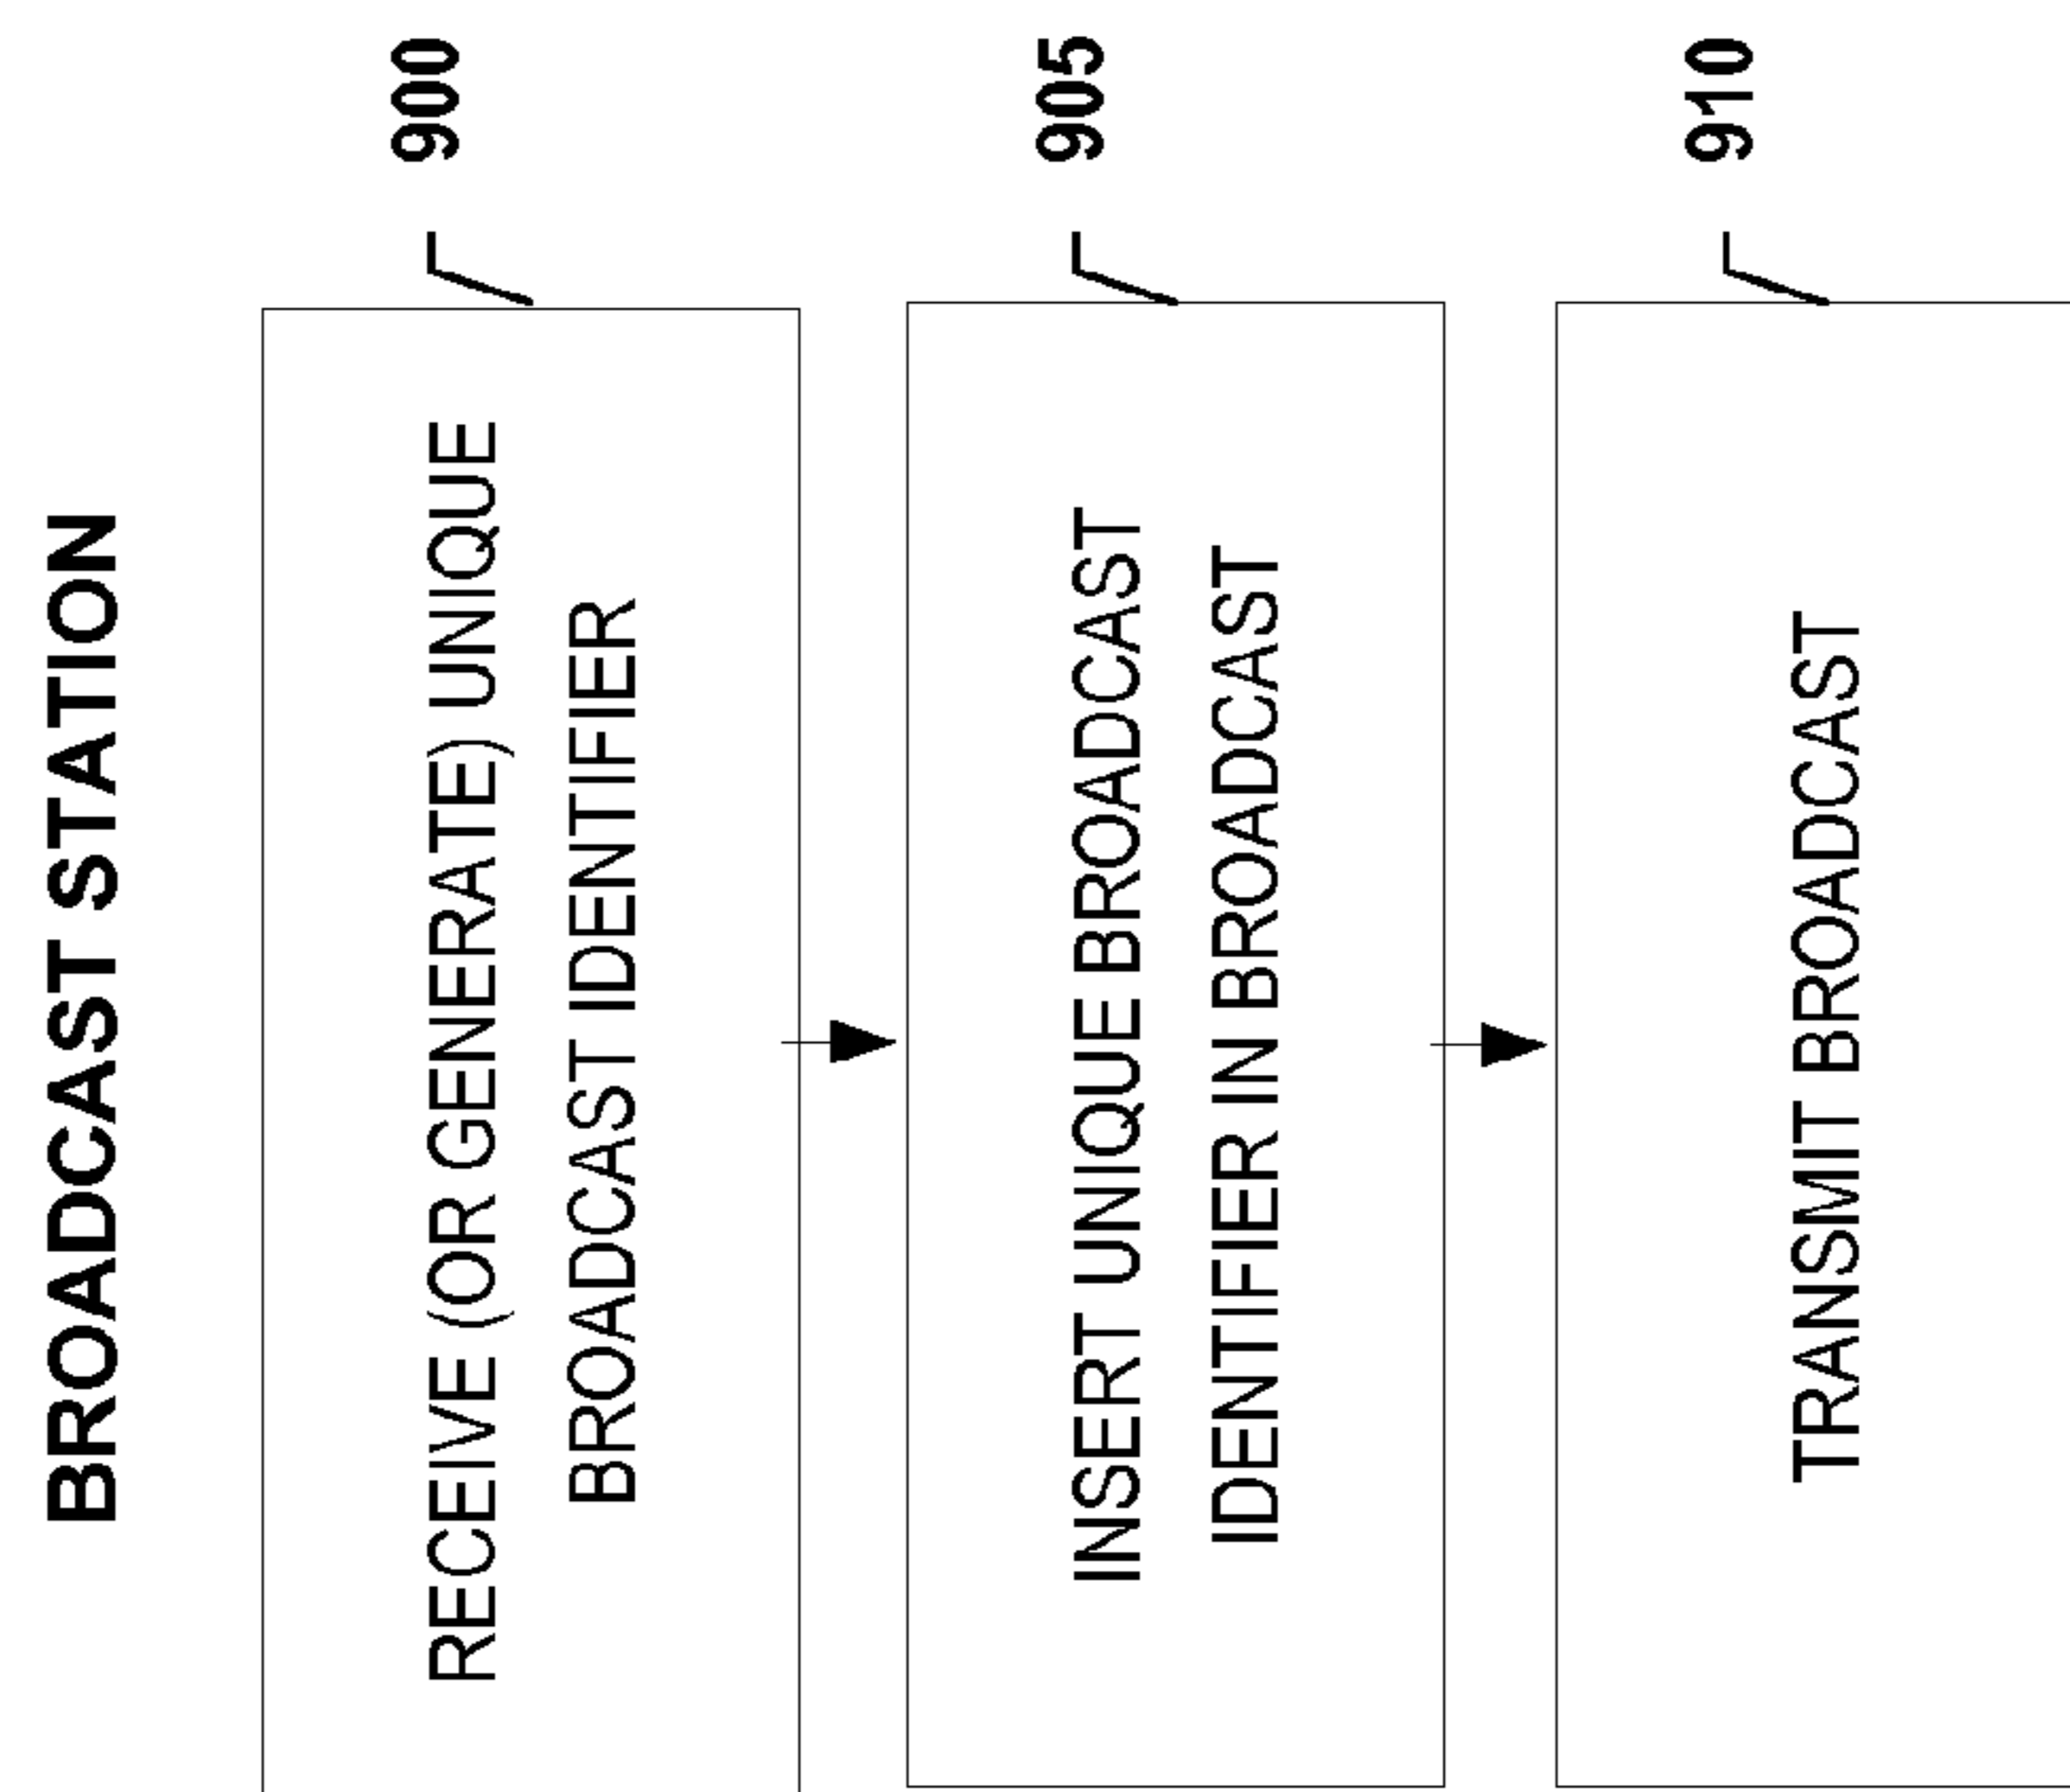 BROADCAST STATION
900
RECEIVE (OR GENERATE) UNIQUE
BROADCAST IDENTIFIER
905
INSERT UNIQUE BROADCAST
IDENTIFIER IN BROADCAST
910
TRANSMIT BROADCAST